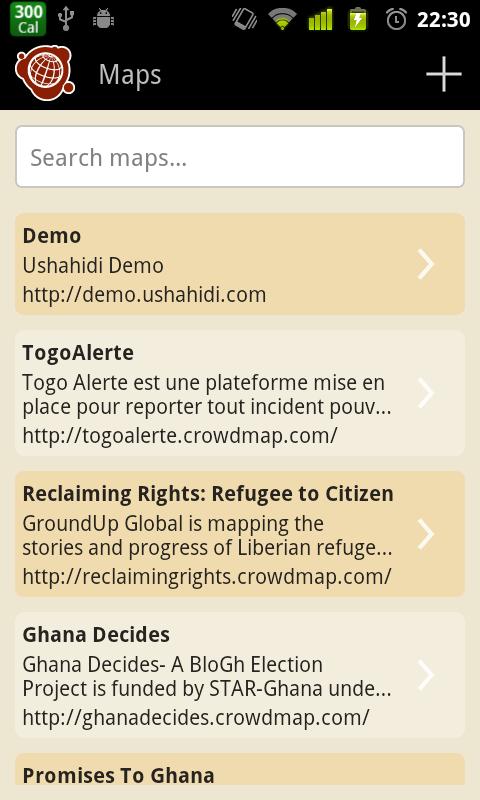 300
Cal
22:30
Maps
Search maps...
Demo
Ushahidi Demo
http://demo.ushahidi.com
TogoAlerte
Togo Alerte est une plateforme mise en
place pour reporter tout incident pouv...
http://togoalerte.crowdmap.com/
Reclaiming Rights: Refugee to Citizen
GroundUp Global is mapping the
stories and progress of Liberian refuge...
http://reclaimingrights.crowdmap.com/
Ghana Decides
Ghana Decides- A BloGh Election
Project is funded by STAR-Ghana unde...
http://ghanadecides.crowdmap.com/
Promises To Ghana